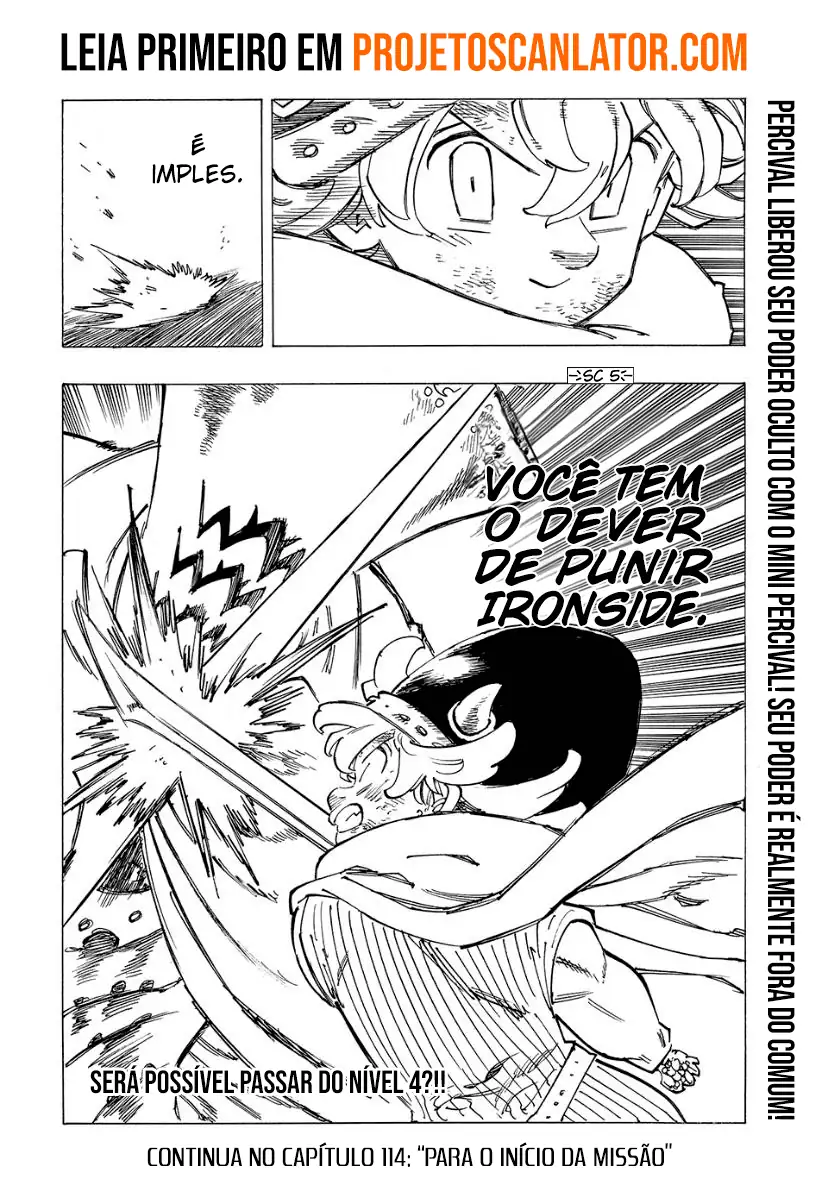 LEIA PRIMEIRO EM PROJETOSCANLATOR.COM
É
IMPLES.
SC 5
VOCÊ TEM
O DEVER
DE PUNIR
IRONSIDE.
PERCIVAL LIBEROU SEU PODER OCULTO COM O MINI PERCIVAL! SEU PODER É REALMENTE FORA DO COMUM!
SERÁ POSSÍVEL PASSAR DO NÍVEL 4?!!
CONTINUA NO CAPÍTULO 114: "PARA O INÍCIO DA MISSÃO"